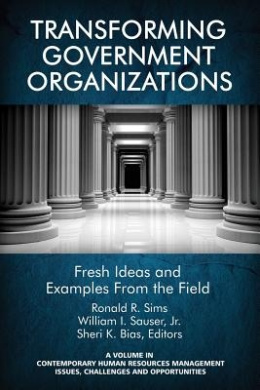 TRANSFORMING
GOVERNMENT
ORGANIZATIONS
Fresh Ideas and
Examples From the Field
Ronald R. Sims
William I. Sauser, Jr.
Sheri K. Bias, Editors
A VOLUME IN
CONTEMPORARY HUMAN RESOURCES MANAGEMENT
ISSUES, CHALLENGES AND OPPORTUNITIES